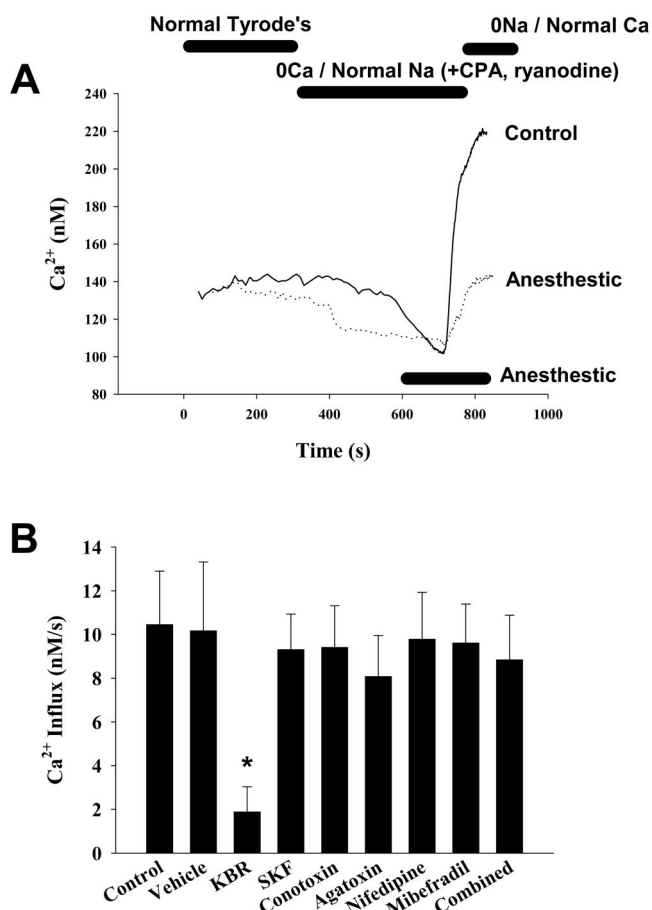 Normal Tyrode's
0Na / Normal Ca
0Ca / Normal Na (+CPA, ryanodine)
A
240
220
200
180
160
140
120
100
80
Ca2+ (nM)
Control
Anesthestic
Anesthestic
0 200 400 600 800 1000
Time (s)
B
14
12
10
8
6
4
2
0
Ca2+ Influx (nM/s)
*
Control
Vehicle
KBR
SKF
Conotoxin
Agatoxin
Nifedipine
Mibefradil
Combined